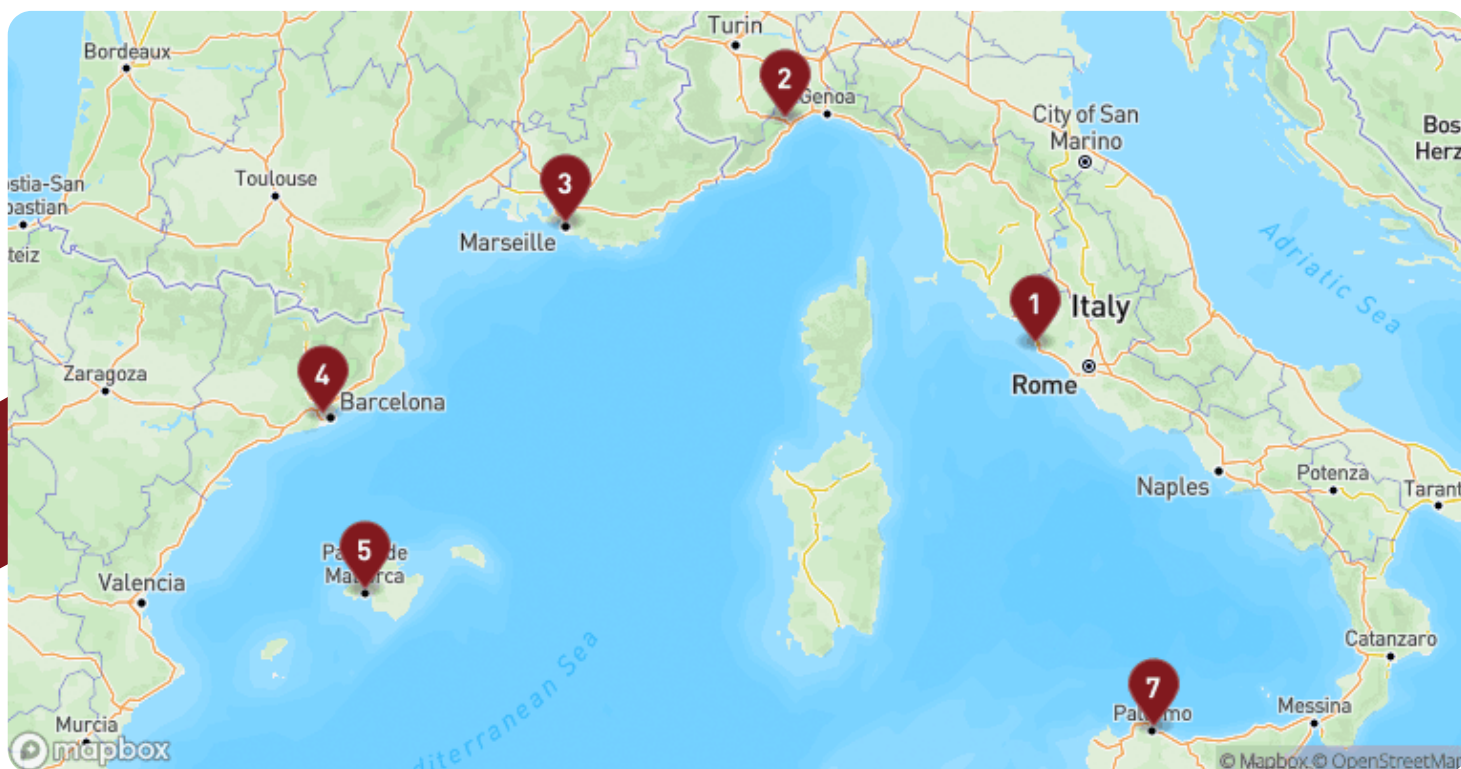 Turin
Bordeaux
2
Genoa
City of San
Marino
Bos
Herz
3
Toulouse
ostia-San
bastian
Marseille
teiz
Adriatic Sea
1
Italy
Rome
4
Zaragoza
Barcelona
Naples
Potenza
Tarant
5
Mallorca
Valencia
Catanzaro
7
Messina
Murcia
diterranean Sea
mapbox
© Mapbox © OpenStreetMap